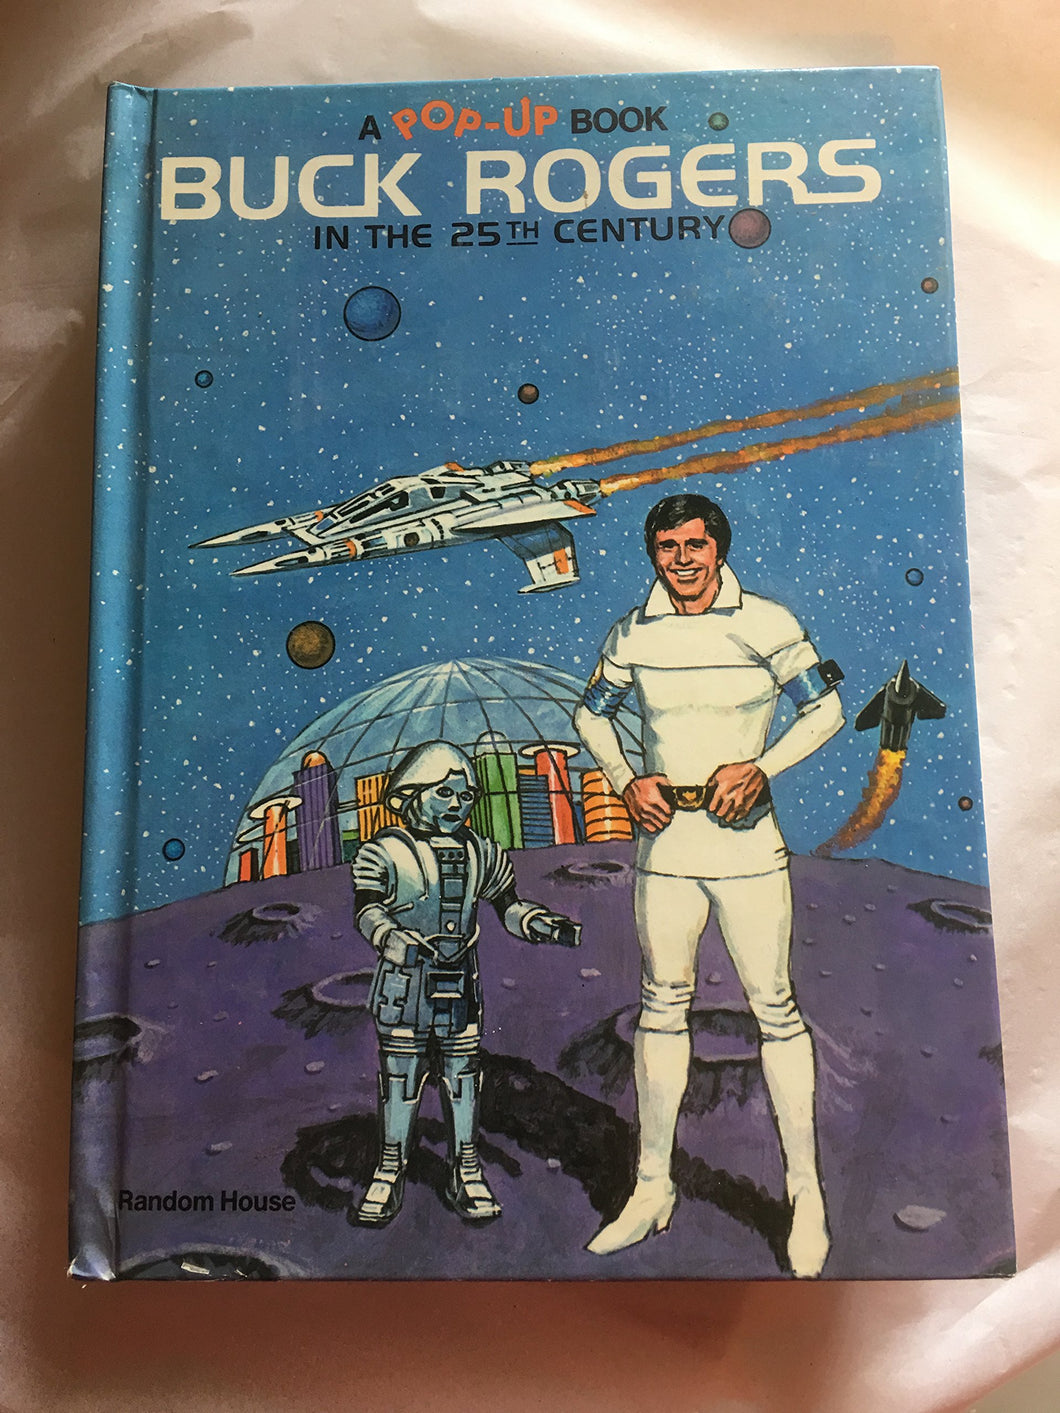 A POP-UP BOOK
BUCK ROGERS
IN THE 25TH CENTURY
Random House